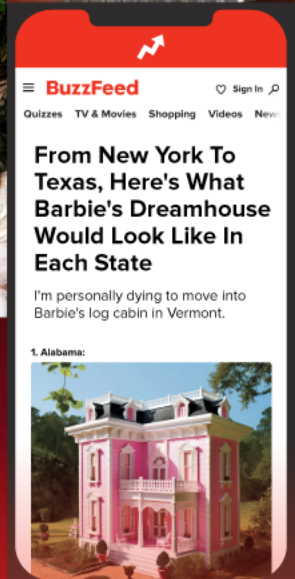 BuzzFeed
Sign In
Quizzes TV & Movies Shopping Videos New
From New York To
Texas, Here's What
Barbie's Dreamhouse
Would Look Like In
Each State
I'm personally dying to move into
Barbie's log cabin in Vermont.
1. Alabama: